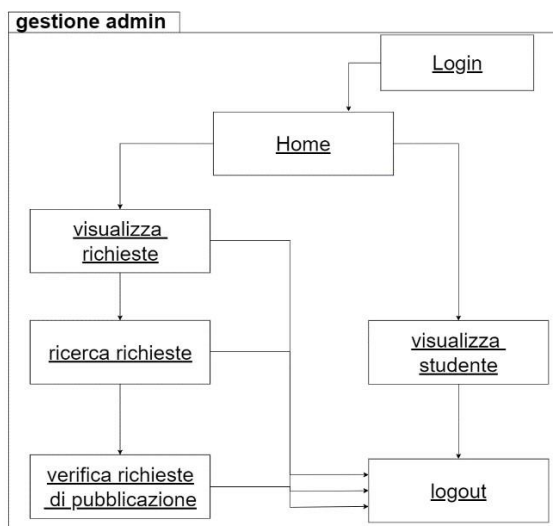 gestione admin
Login
Home
visualizza
richieste
ricerca richieste
visualizza
studente
verifica richieste
di pubblicazione
logout